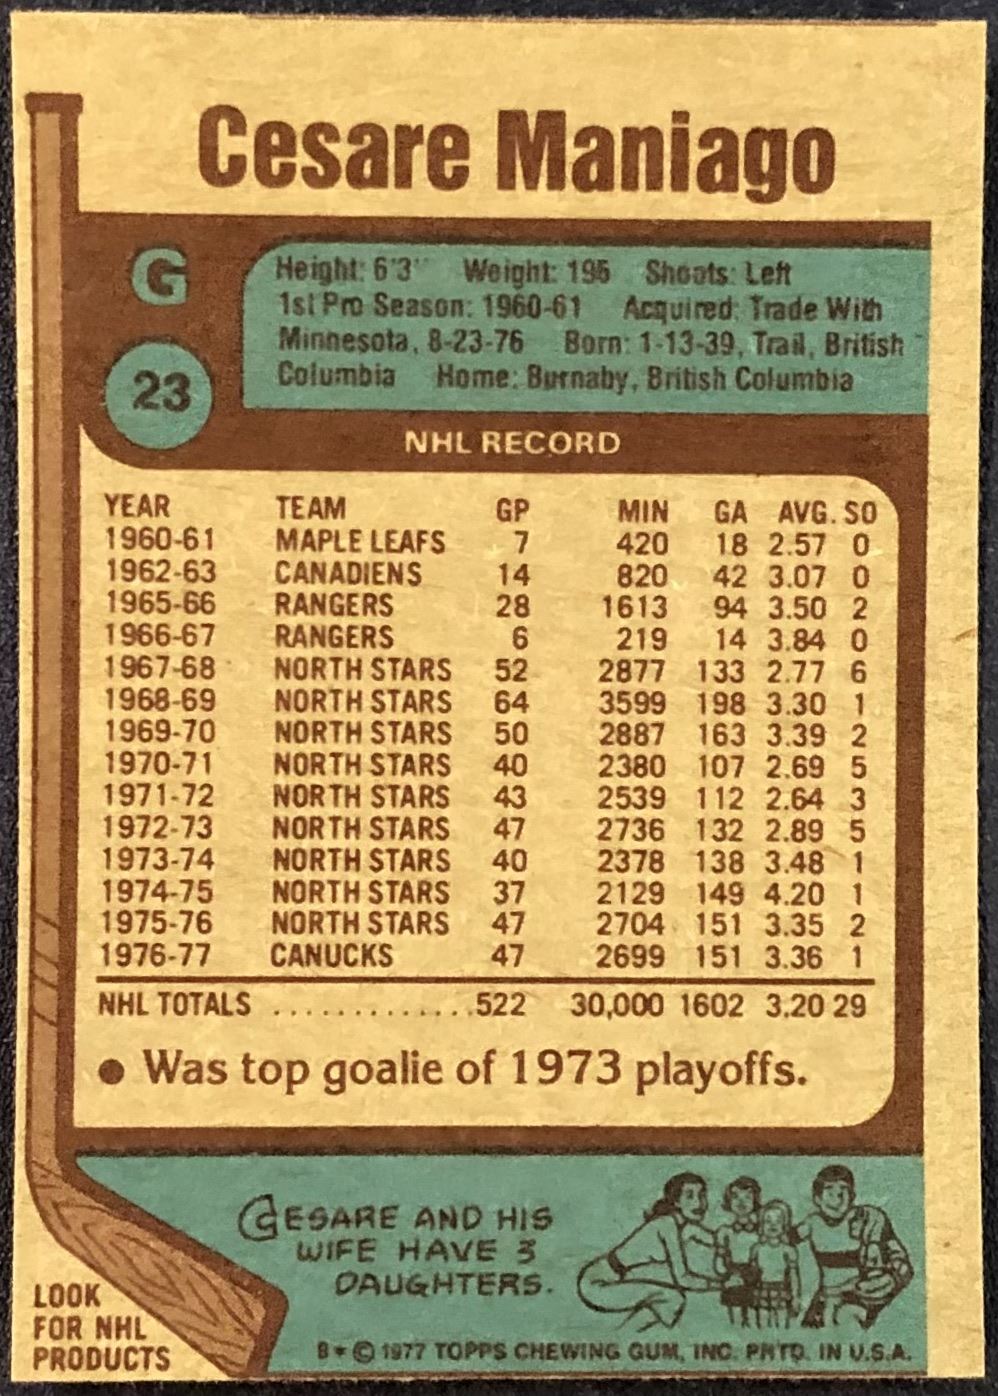 Cesare Maniago
G
Height: 6'3" Weight: 195 Shoots: Left
1st Pro Season: 1960-61 Acquired: Trade With
Minnesota, 8-23-76 Born: 1-13-39, Trail, British
Columbia Home: Burnaby, British Columbia
23
NHL RECORD
YEAR TEAM GP MIN GA AVG. SO
1960-61 MAPLE LEAFS 7 420 18 2.57 0
1962-63 CANADIENS 14 820 42 3.07 0
1965-66 RANGERS 28 1613 94 3.50 2
1966-67 RANGERS 6 219 14 3.84 0
1967-68 NORTH STARS 52 2877 133 2.77 6
1968-69 NORTH STARS 64 3599 198 3.30 1
1969-70 NORTH STARS 50 2887 163 3.39 2
1970-71 NORTH STARS 40 2380 107 2.69 5
1971-72 NORTH STARS 43 2539 112 2.64 3
1972-73 NORTH STARS 47 2736 132 2.89 5
1973-74 NORTH STARS 40 2378 138 3.48 1
1974-75 NORTH STARS 37 2129 149 4.20 1
1975-76 NORTH STARS 47 2704 151 3.35 2
1976-77 CANUCKS 47 2699 151 3.36 1
NHL TOTALS ..............522 30,000 1602 3.20 29
● Was top goalie of 1973 playoffs.
CESARE AND HIS
WIFE HAVE 3
DAUGHTERS.
LOOK
FOR NHL
PRODUCTS
B* © 1977 TOPPS CHEWING GUM, INC. PRTD. IN U.S.A.